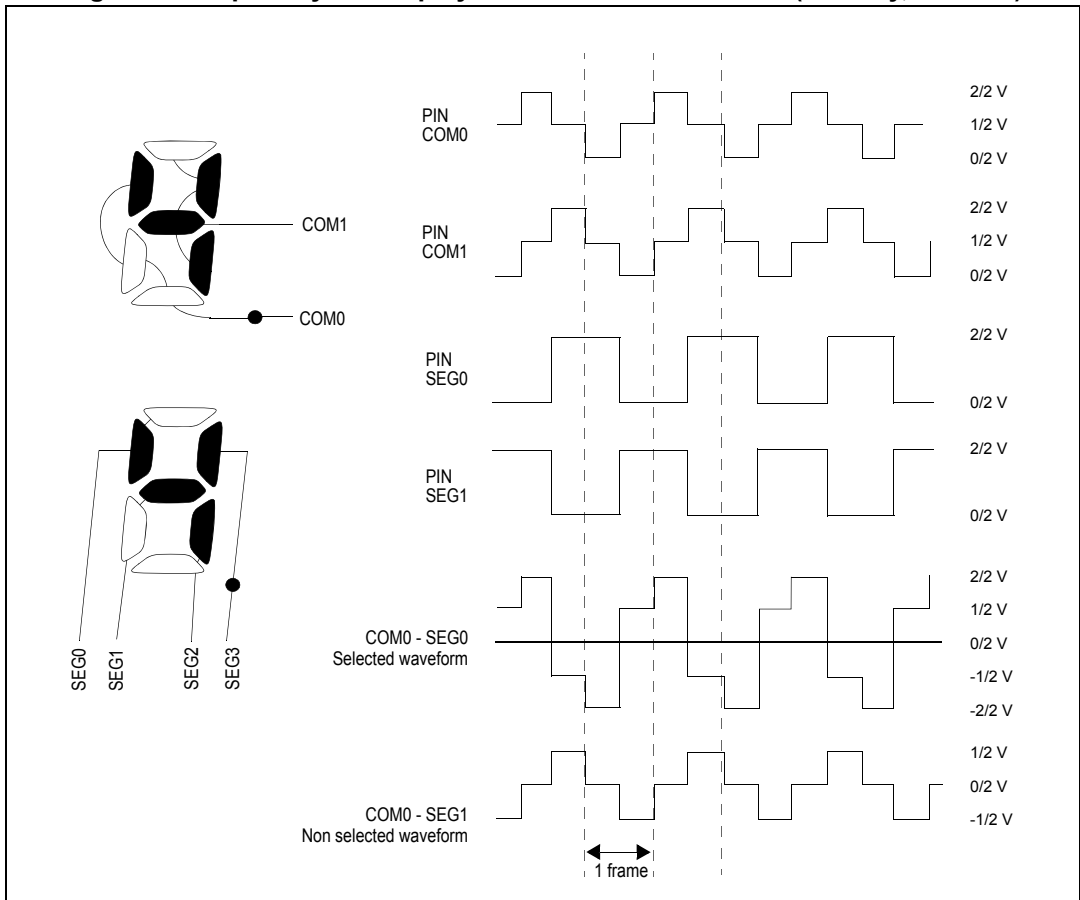 PIN
COM0
2/2 V
1/2 V
0/2 V
COM1
COM0
PIN
COM1
2/2 V
1/2 V
0/2 V
PIN
SEG0
2/2 V
0/2 V
PIN
SEG1
2/2 V
0/2 V
SEG0
SEG1
SEG2
SEG3
COM0 - SEG0
Selected waveform
2/2 V
1/2 V
0/2 V
-1/2 V
-2/2 V
COM0 - SEG1
Non selected waveform
1/2 V
0/2 V
-1/2 V
1 frame